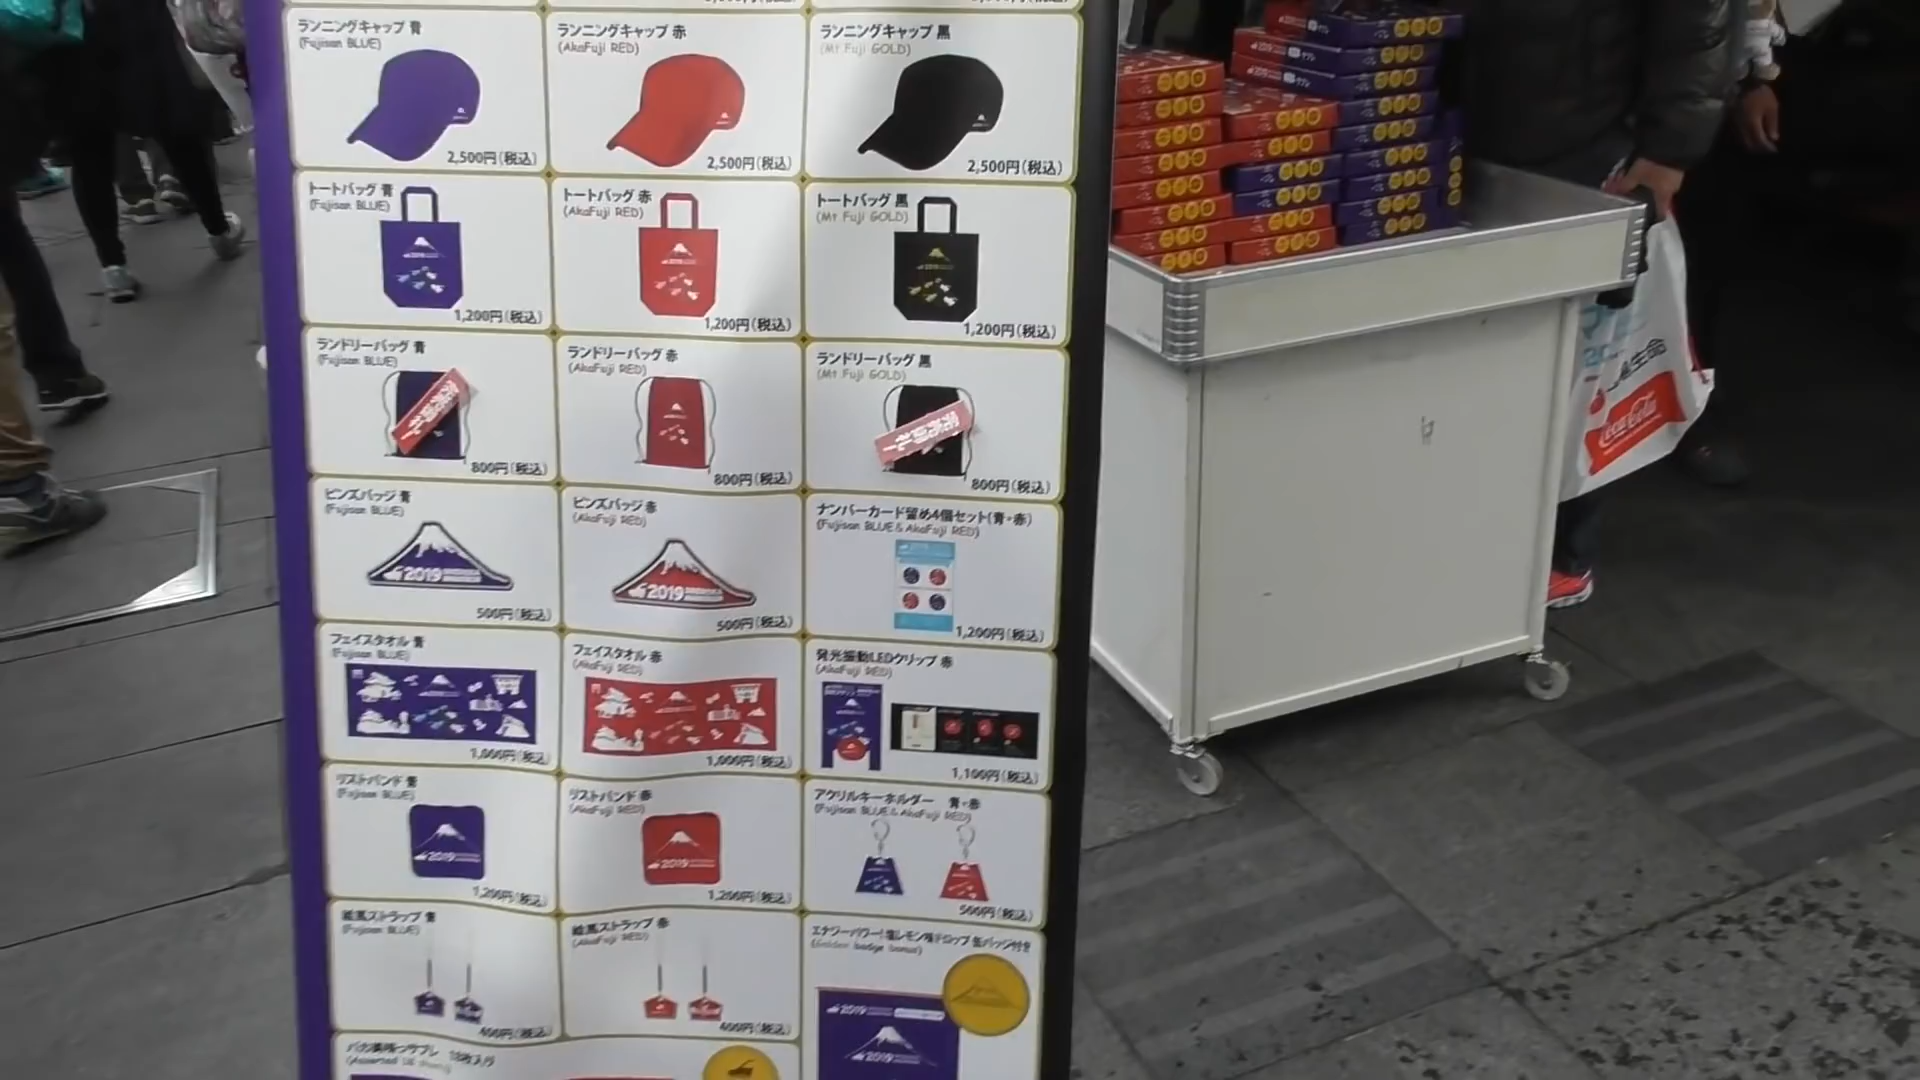 ランニングキャップ 青
(Fujisan BLUE)
2,500円(税込)
ランニングキャップ 赤
(AkaFuji RED)
2,500円(税込)
ランニングキャップ 黒
(Mt Fuji GOLD)
2,500円(税込)
トートバッグ 青
(Fujisan BLUE)
1,200円(税込)
トートバッグ 赤
(AkaFuji RED)
1,200円(税込)
トートバッグ 黒
(Mt Fuji GOLD)
1,200円(税込)
ランドリーバッグ 青
(Fujisan BLUE)
800円(税込)
ランドリーバッグ 赤
(AkaFuji RED)
800円(税込)
ランドリーバッグ 黒
(Mt Fuji GOLD)
800円(税込)
ピンズバッジ 青
(Fujisan BLUE)
2019
500円(税込)
ピンズバッジ 赤
(AkaFuji RED)
2019
500円(税込)
ナンバーカード留め4個セット(青・赤)
(Fujisan BLUE & AkaFuji RED)
1,200円(税込)
フェイスタオル 青
(Fujisan BLUE)
1,000円(税込)
フェイスタオル 赤
(AkaFuji RED)
1,000円(税込)
発光振動LEDクリップ 赤
(AkaFuji RED)
1,100円(税込)
リストバンド 青
(Fujisan BLUE)
2019
1,200円(税込)
リストバンド 赤
(AkaFuji RED)
2019
1,200円(税込)
アクリルキーホルダー 青・赤
(Fujisan BLUE & AkaFuji RED)
500円(税込)
絵馬ストラップ 青
(Fujisan BLUE)
400円(税込)
絵馬ストラップ 赤
(AkaFuji RED)
400円(税込)
(Golden badge bonus)
2019
2019
18枚入り
Coca-Cola
生命